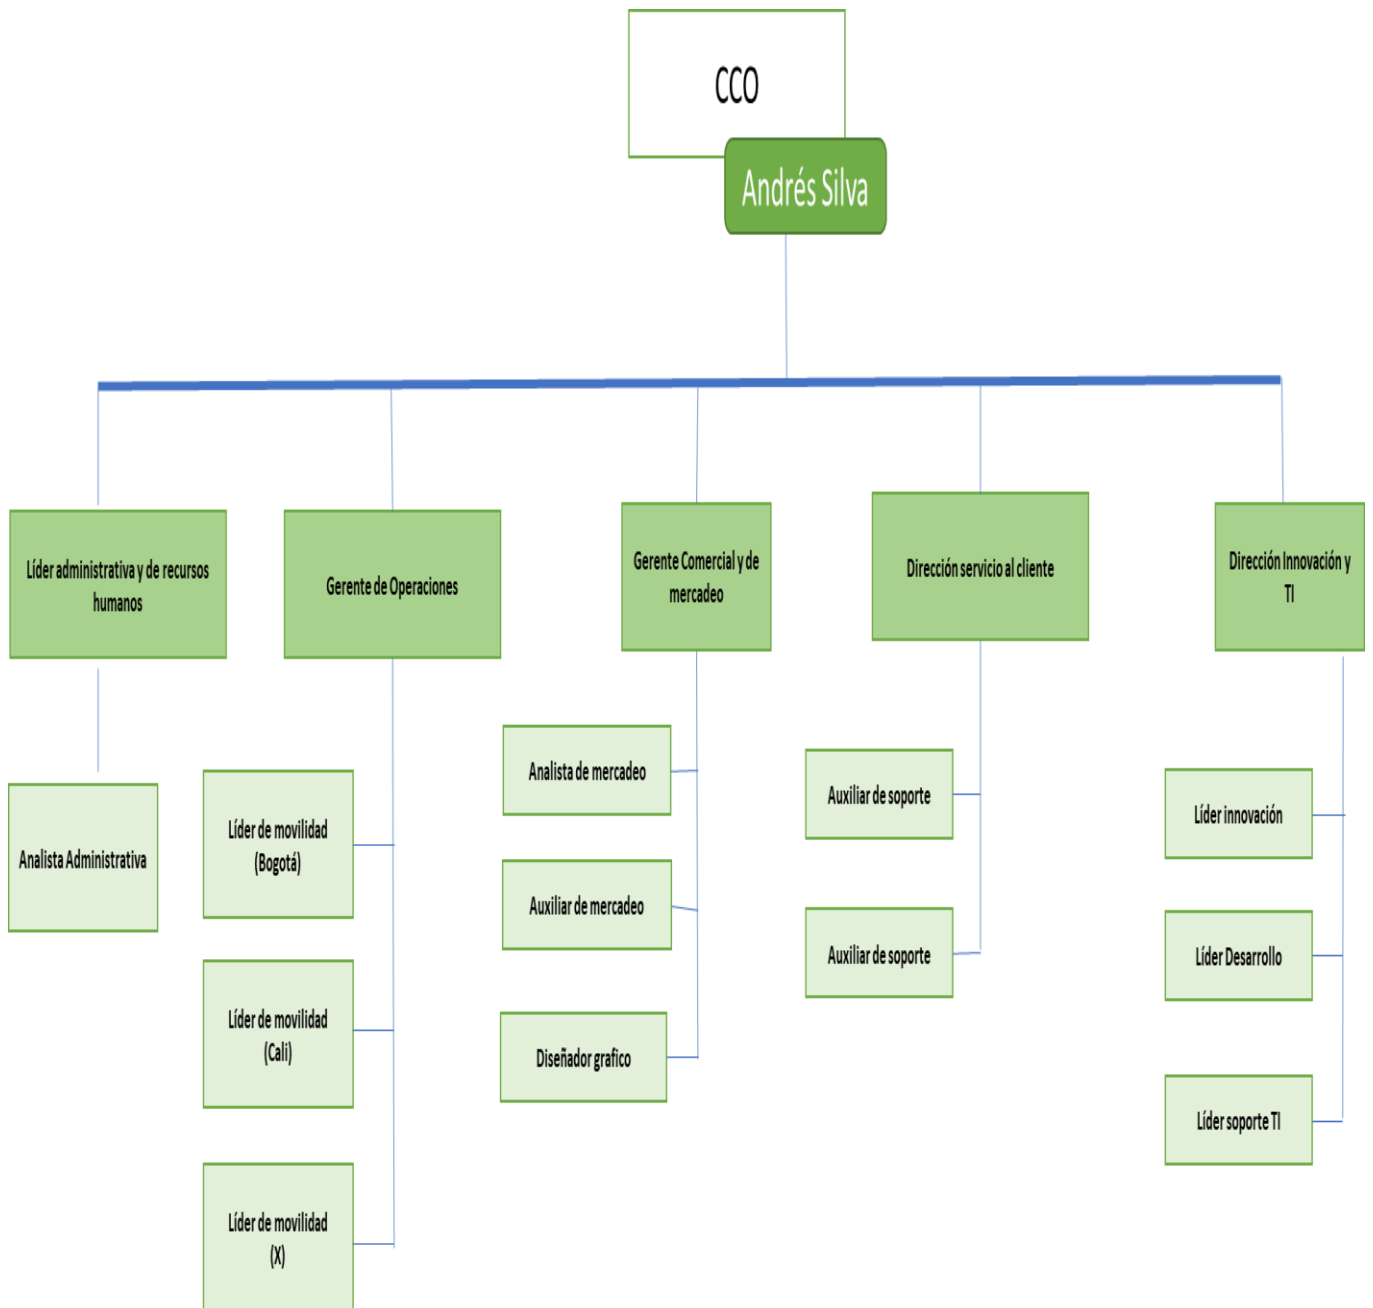 CCO
Andrés Silva
Líder administrativa y de recursos
humanos
Gerente de Operaciones
Gerente Comercial y de
mercadeo
Dirección servicio al cliente
Dirección Innovación y
TI
Analista Administrativa
Líder de movilidad
(Bogotá)
Líder de movilidad
(Cali)
Líder de movilidad
(X)
Analista de mercadeo
Auxiliar de mercadeo
Diseñador grafico
Auxiliar de soporte
Auxiliar de soporte
Líder innovación
Líder Desarrollo
Líder soporte TI